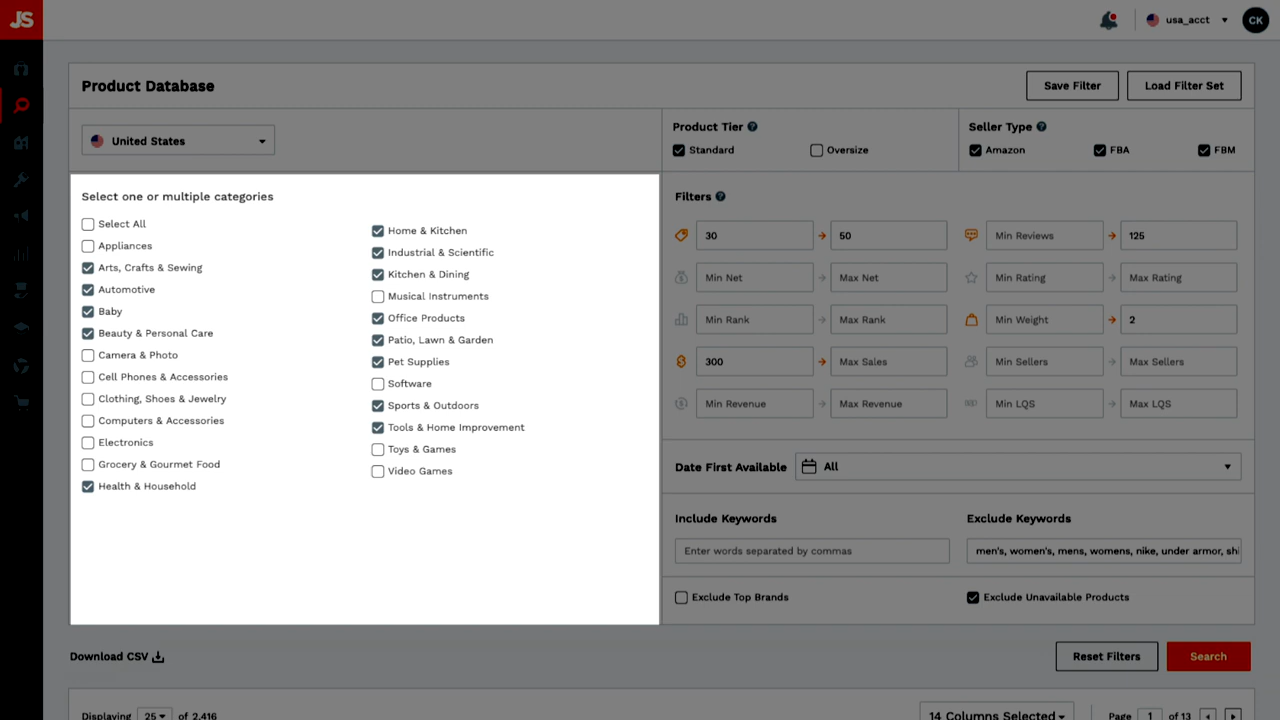 JS
usa_acct
CK
Product Database
Save Filter
Load Filter Set
United States
Product Tier
Standard
Oversize
Seller Type
Amazon
FBA
FBM
Select one or multiple categories
Select All
Appliances
Arts, Crafts & Sewing
Automotive
Baby
Beauty & Personal Care
Camera & Photo
Cell Phones & Accessories
Clothing, Shoes & Jewelry
Computers & Accessories
Electronics
Grocery & Gourmet Food
Health & Household
Home & Kitchen
Industrial & Scientific
Kitchen & Dining
Musical Instruments
Office Products
Patio, Lawn & Garden
Pet Supplies
Software
Sports & Outdoors
Tools & Home Improvement
Toys & Games
Video Games
Filters
30 50 Min Reviews 125
Min Net Max Net Min Rating Max Rating
Min Rank Max Rank Min Weight 2
300 Max Sales Min Sellers Max Sellers
Min Revenue Max Revenue Min LQS Max LQS
Date First Available All
Include Keywords
Enter words separated by commas
Exclude Keywords
men's, women's, mens, womens, nike, under armor, shi
Exclude Top Brands
Exclude Unavailable Products
Download CSV
Reset Filters
Search
Displaying 25 of 2,416
14 Columns Selected
Page 1 of 13